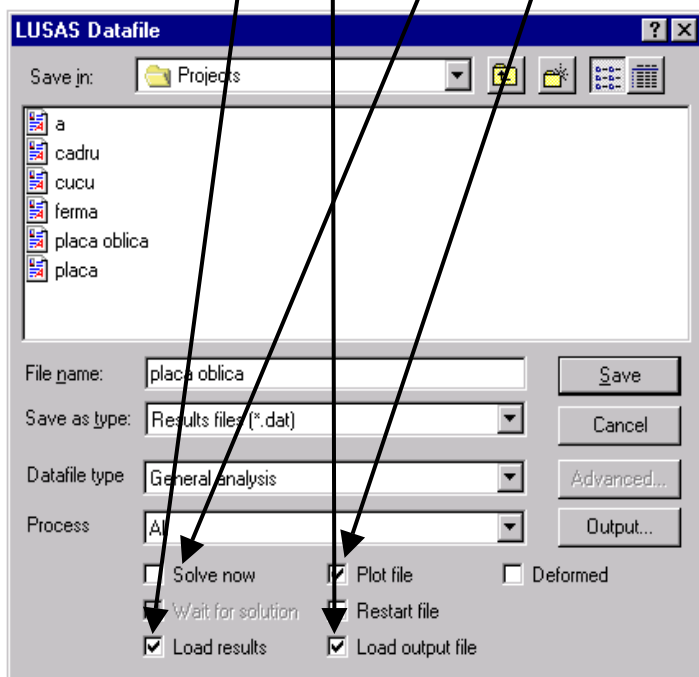 LUSAS Datafile
Save in: Projects
a
cadru
cucu
ferma
placa oblica
placa
File name: placa oblica Save
Save as type: Results files (*.dat) Cancel
Datafile type General analysis Advanced...
Process All Output...
Solve now Plot file Deformed
Wait for solution Restart file
Load results Load output file